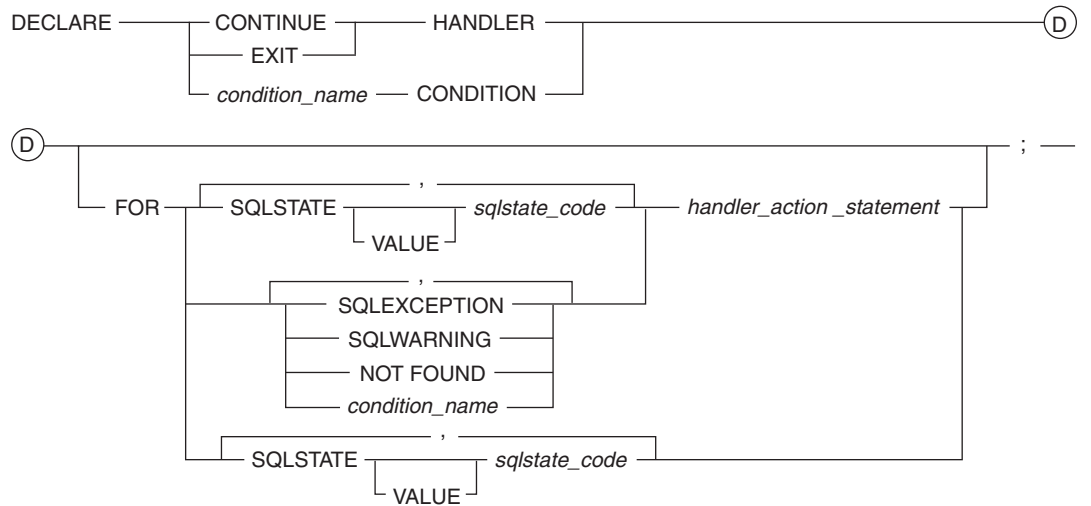 DECLARE CONTINUE HANDLER D
EXIT
condition_name CONDITION
D ;
,
FOR SQLSTATE sqlstate_code handler_action _statement
VALUE
,
SQLEXCEPTION
SQLWARNING
NOT FOUND
condition_name
,
SQLSTATE sqlstate_code
VALUE